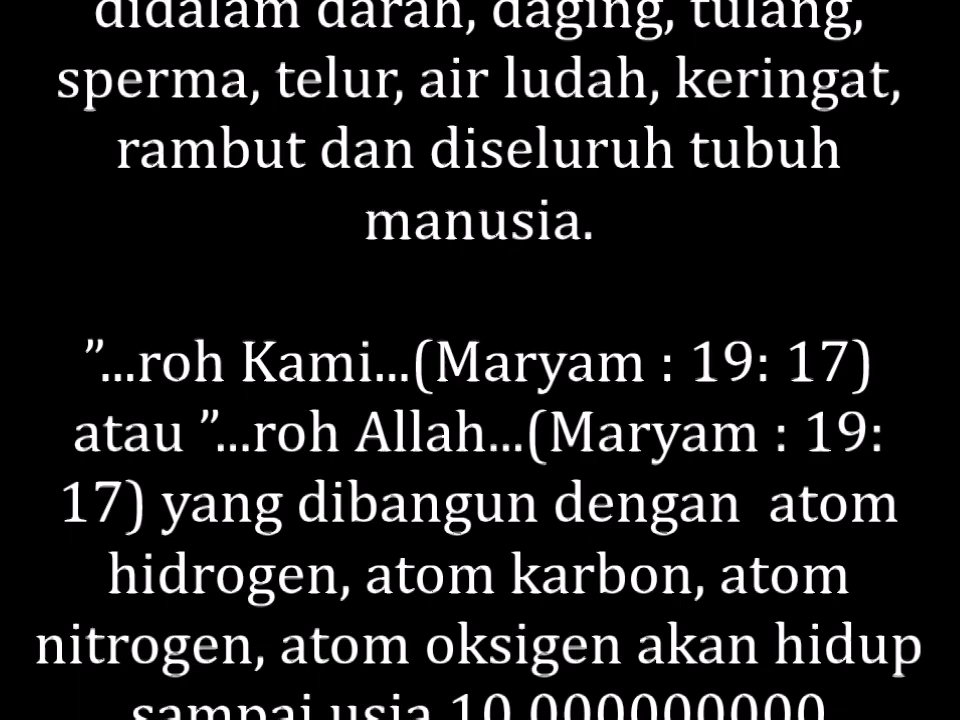 didalam darah, daging, tulang,
sperma, telur, air ludah, keringat,
rambut dan diseluruh tubuh
manusia.
”...roh Kami...(Maryam : 19: 17)
atau ”...roh Allah...(Maryam : 19:
17) yang dibangun dengan atom
hidrogen, atom karbon, atom
nitrogen, atom oksigen akan hidup
sampai usia 10.000000000